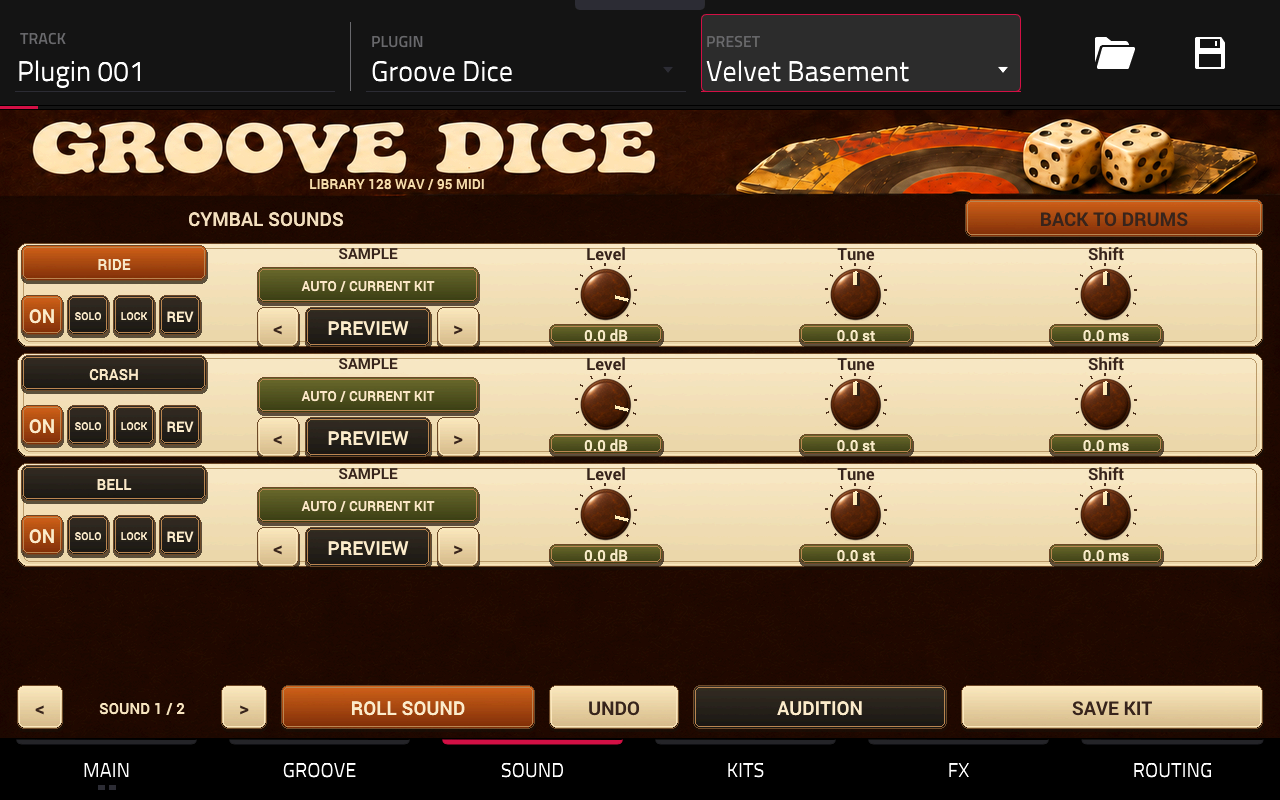 TRACK
Plugin 001
PLUGIN
Groove Dice
PRESET
Velvet Basement
GROOVE DICE
LIBRARY 128 WAV / 95 MIDI
CYMBAL SOUNDS
BACK TO DRUMS
RIDE
ON SOLO LOCK REV
SAMPLE
AUTO / CURRENT KIT
< PREVIEW >
Level
0.0 dB
Tune
0.0 st
Shift
0.0 ms
CRASH
ON SOLO LOCK REV
SAMPLE
AUTO / CURRENT KIT
< PREVIEW >
Level
0.0 dB
Tune
0.0 st
Shift
0.0 ms
BELL
ON SOLO LOCK REV
SAMPLE
AUTO / CURRENT KIT
< PREVIEW >
Level
0.0 dB
Tune
0.0 st
Shift
0.0 ms
< SOUND 1 / 2 > ROLL SOUND UNDO AUDITION SAVE KIT
MAIN GROOVE SOUND KITS FX ROUTING